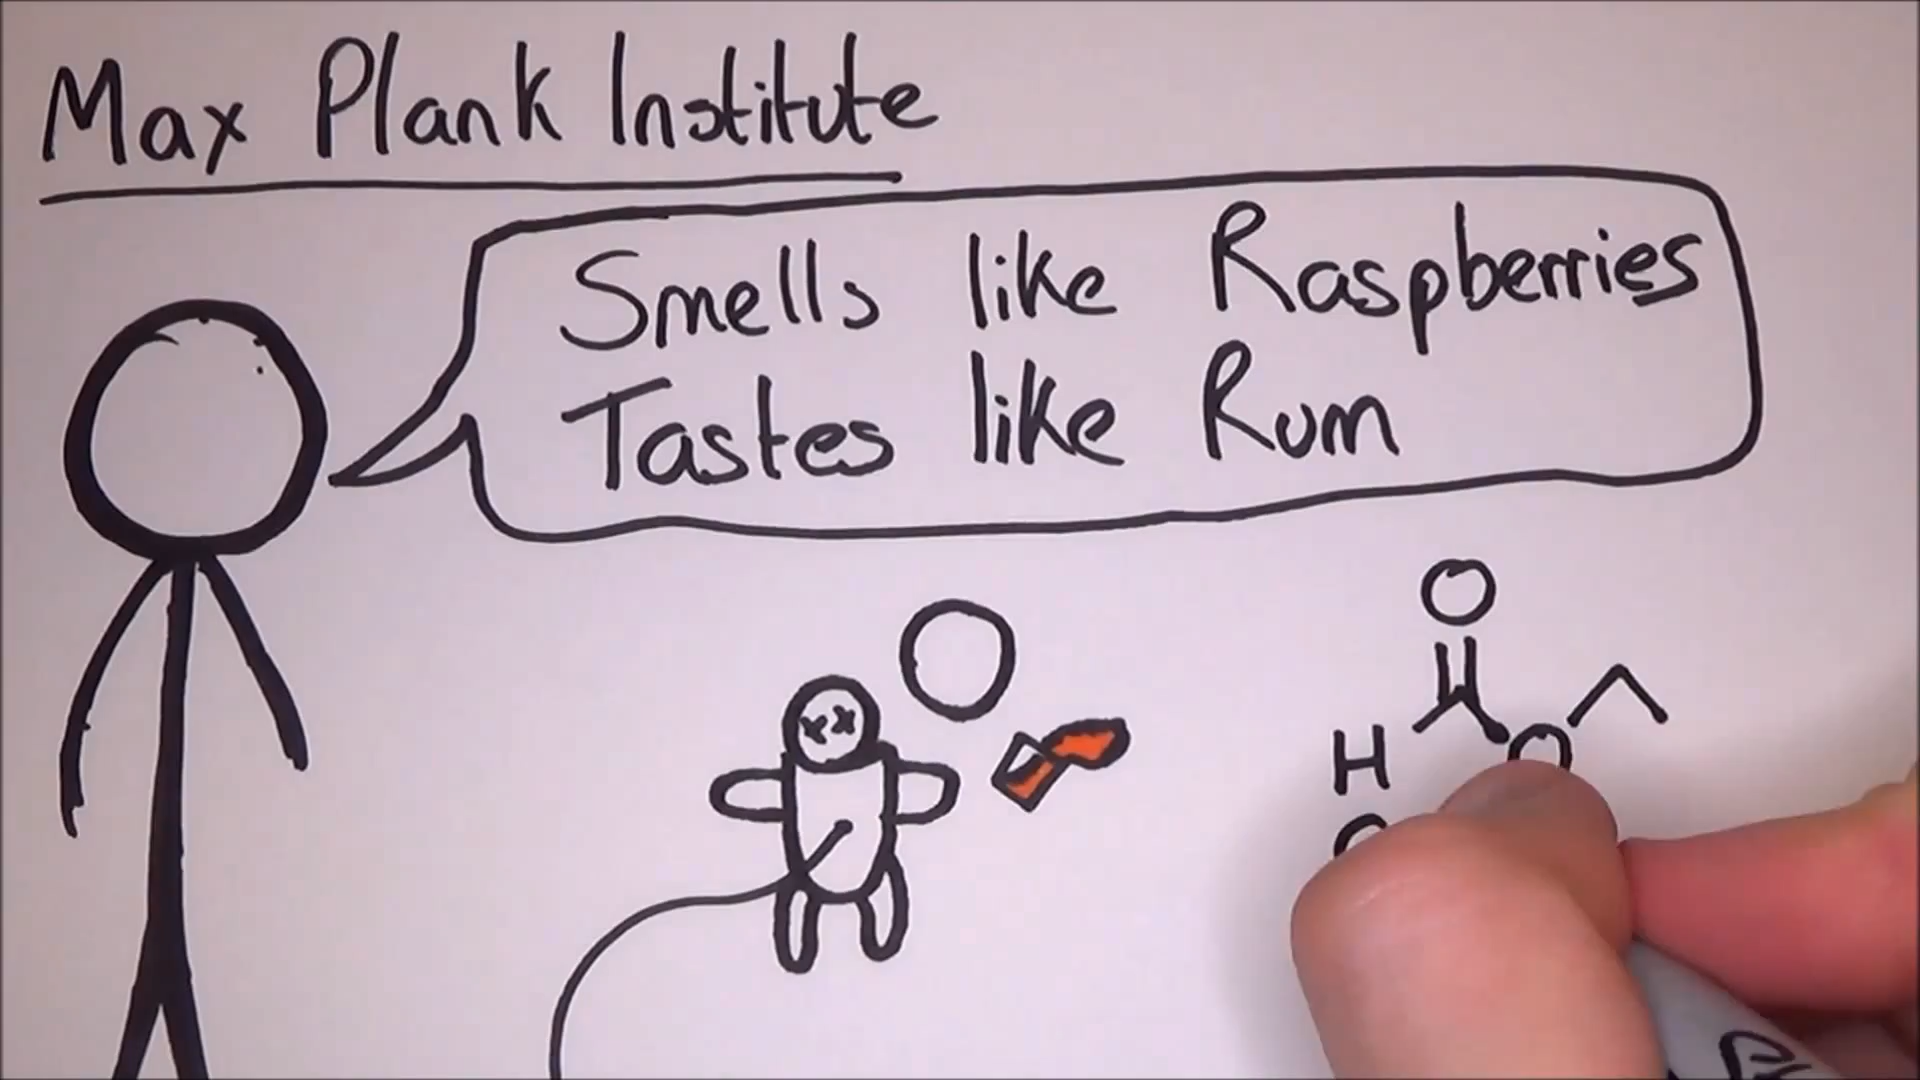 Max Plank Institute
Smells like Raspberries
Tastes like Rum
O
H
O